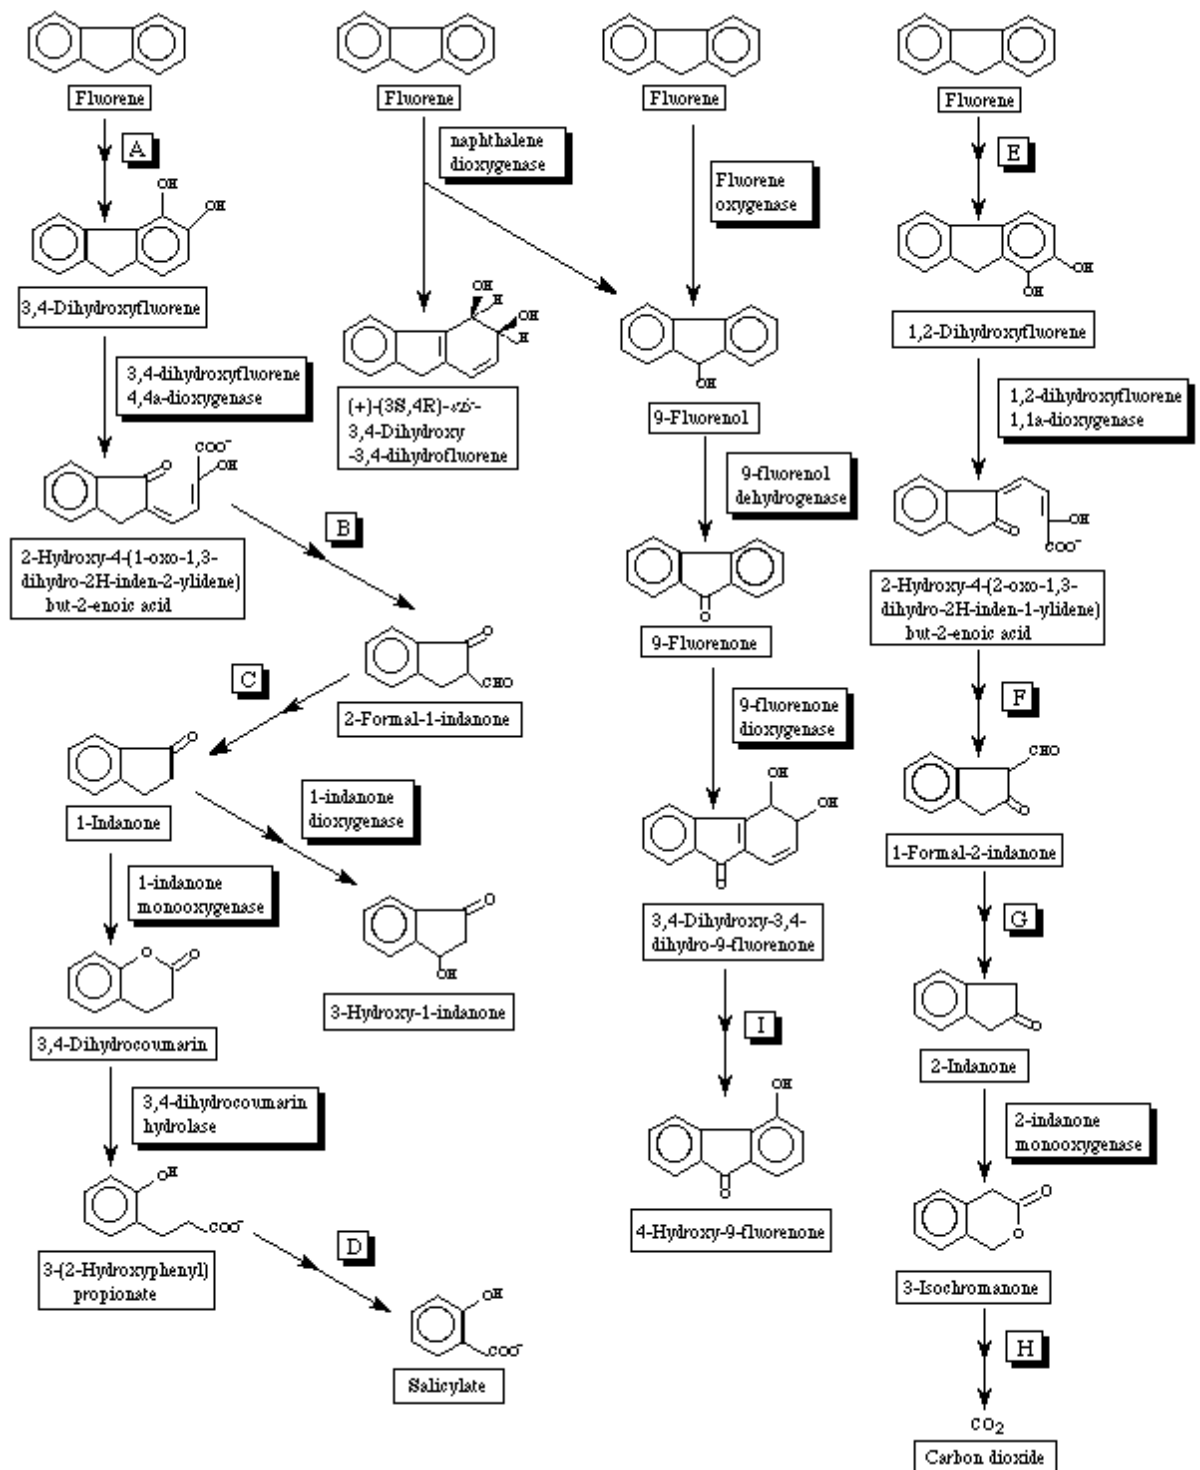 Fluorene
Fluorene
Fluorene
Fluorene
A
naphthalene
dioxygenase
Fluorene
oxygenase
E
OH
OH
3,4-Dihydroxyfluorene
OH
H
OH
H
OH
OH
OH
1,2-Dihydroxyfluorene
3,4-dihydroxyfluorene
4,4a-dioxygenase
(+)-(3S,4R)-cis-
3,4-Dihydroxy
-3,4-dihydrofluorene
9-Fluorenol
1,2-dihydroxyfluorene
1,1a-dioxygenase
COO-
OH
O
9-fluorenol
dehydrogenase
O
OH
COO-
B
2-Hydroxy-4-(1-oxo-1,3-
dihydro-2H-inden-2-ylidene)
but-2-enoic acid
O
9-Fluorenone
2-Hydroxy-4-(2-oxo-1,3-
dihydro-2H-inden-1-ylidene)
but-2-enoic acid
O
CHO
2-Formal-1-indanone
C
9-fluorenone
dioxygenase
F
O
1-Indanone
1-indanone
dioxygenase
OH
OH
O
CHO
O
1-Formal-2-indanone
1-indanone
monooxygenase
O
OH
3-Hydroxy-1-indanone
3,4-Dihydroxy-3,4-
dihydro-9-fluorenone
G
O
O
3,4-Dihydrocoumarin
I
O
2-Indanone
3,4-dihydrocoumarin
hydrolase
OH
O
4-Hydroxy-9-fluorenone
2-indanone
monooxygenase
OH
COO-
3-(2-Hydroxyphenyl)
propionate
D
O
O
3-Isochromanone
OH
COO-
Salicylate
H
CO2
Carbon dioxide